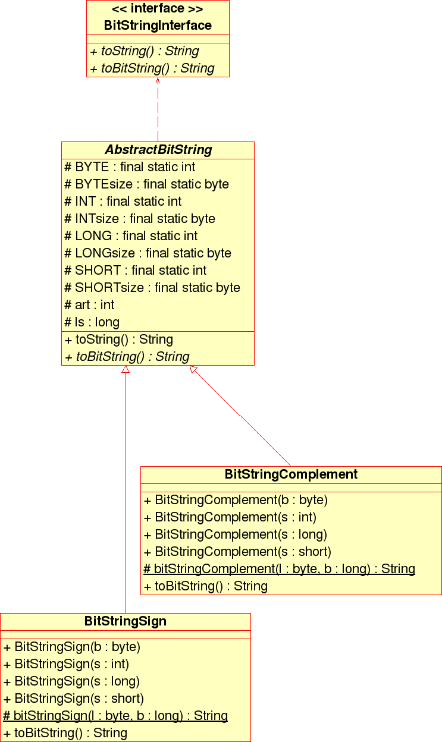 << interface >>
BitStringInterface
+ toString() : String
+ toBitString() : String
AbstractBitString
# BYTE : final static int
# BYTEsize : final static byte
# INT : final static int
# INTsize : final static byte
# LONG : final static int
# LONGsize : final static byte
# SHORT : final static int
# SHORTsize : final static byte
# art : int
# ls : long
+ toString() : String
+ toBitString() : String
BitStringComplement
+ BitStringComplement(b : byte)
+ BitStringComplement(s : int)
+ BitStringComplement(s : long)
+ BitStringComplement(s : short)
# bitStringComplement(l : byte, b : long) : String
+ toBitString() : String
BitStringSign
+ BitStringSign(b : byte)
+ BitStringSign(s : int)
+ BitStringSign(s : long)
+ BitStringSign(s : short)
# bitStringSign(l : byte, b : long) : String
+ toBitString() : String